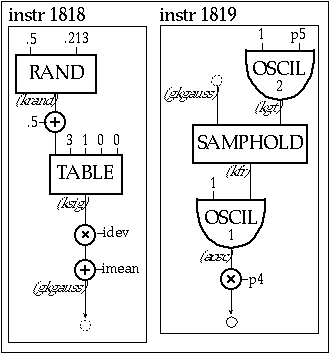 instr 1818
.5 .213
RAND
(krand)
.5 +
3 1 0 0
TABLE
(ksig)
× idev
+ imean
(gkgauss)
instr 1819
1 p5
OSCIL
2
(gkgauss)
(kgt)
SAMPHOLD
(kfr)
1
OSCIL
1
(acsc)
× p4